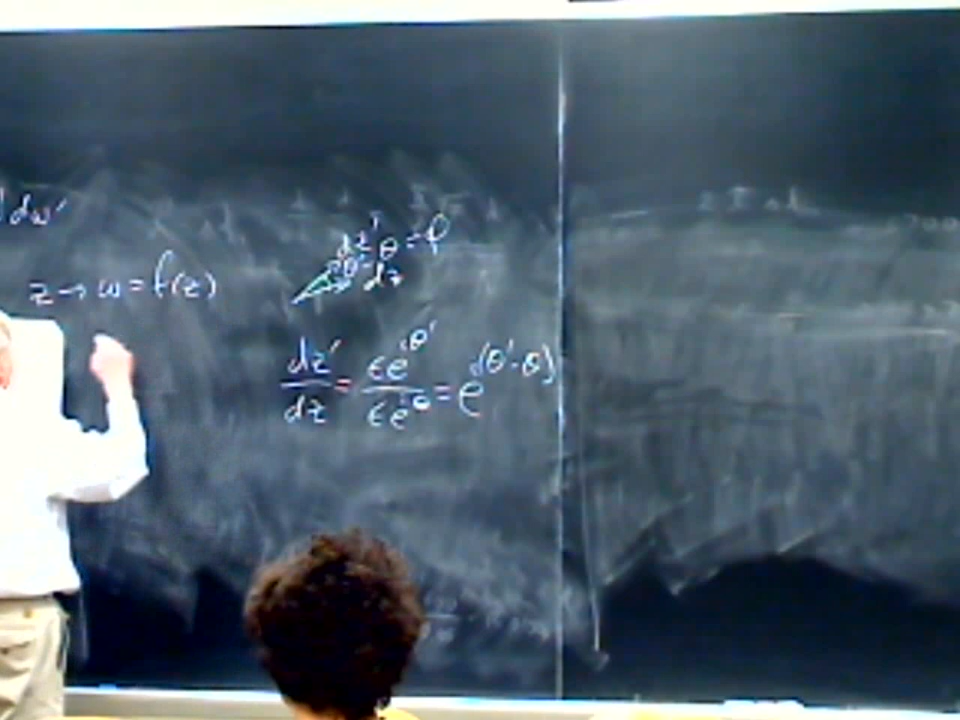 dw'
dz'
θ' - θ = φ
dz
z → w = f(z)
dz'/dz = εe^iθ'/εe^iθ = e^i(θ'-θ)